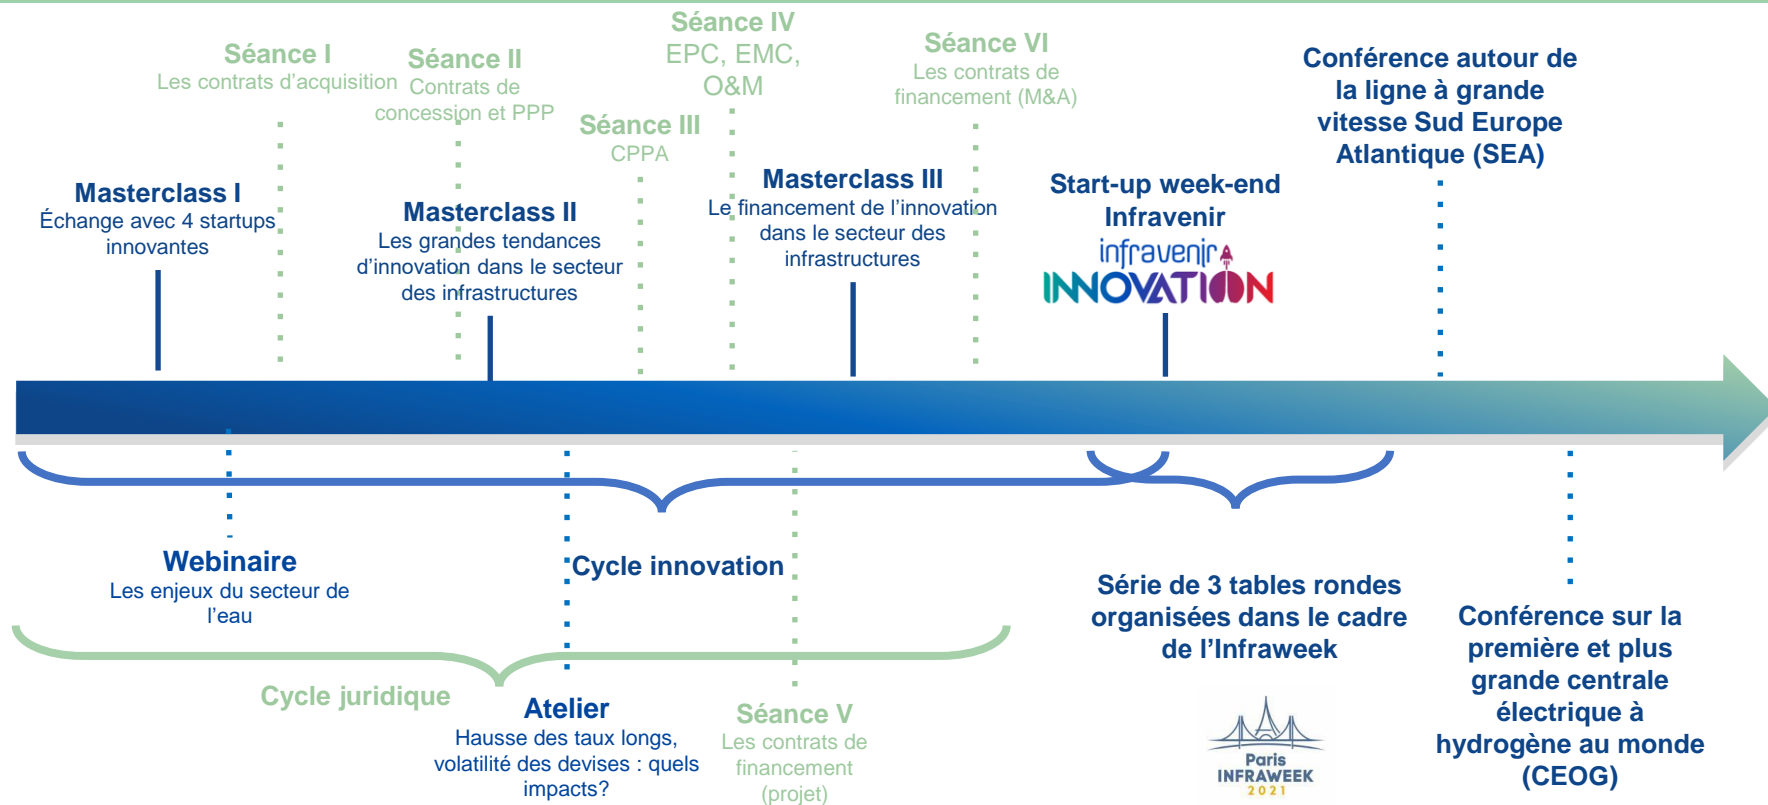 Séance I
Les contrats d’acquisition
Séance II
Contrats de
concession et PPP
Séance III
CPPA
Séance IV
EPC, EMC,
O&M
Séance VI
Les contrats de
financement (M&A)
Conférence autour de
la ligne à grande
vitesse Sud Europe
Atlantique (SEA)
Masterclass I
Échange avec 4 startups
innovantes
Masterclass II
Les grandes tendances
d’innovation dans le secteur
des infrastructures
Masterclass III
Le financement de l’innovation
dans le secteur des
infrastructures
Start-up week-end
Infravenir
infravenir
INNOVATION
Webinaire
Les enjeux du secteur de
l’eau
Cycle innovation
Cycle juridique
Atelier
Hausse des taux longs,
volatilité des devises : quels
impacts?
Séance V
Les contrats de
financement
(projet)
Série de 3 tables rondes
organisées dans le cadre
de l’Infraweek
Paris
INFRAWEEK
2021
Conférence sur la
première et plus
grande centrale
électrique à
hydrogène au monde
(CEOG)